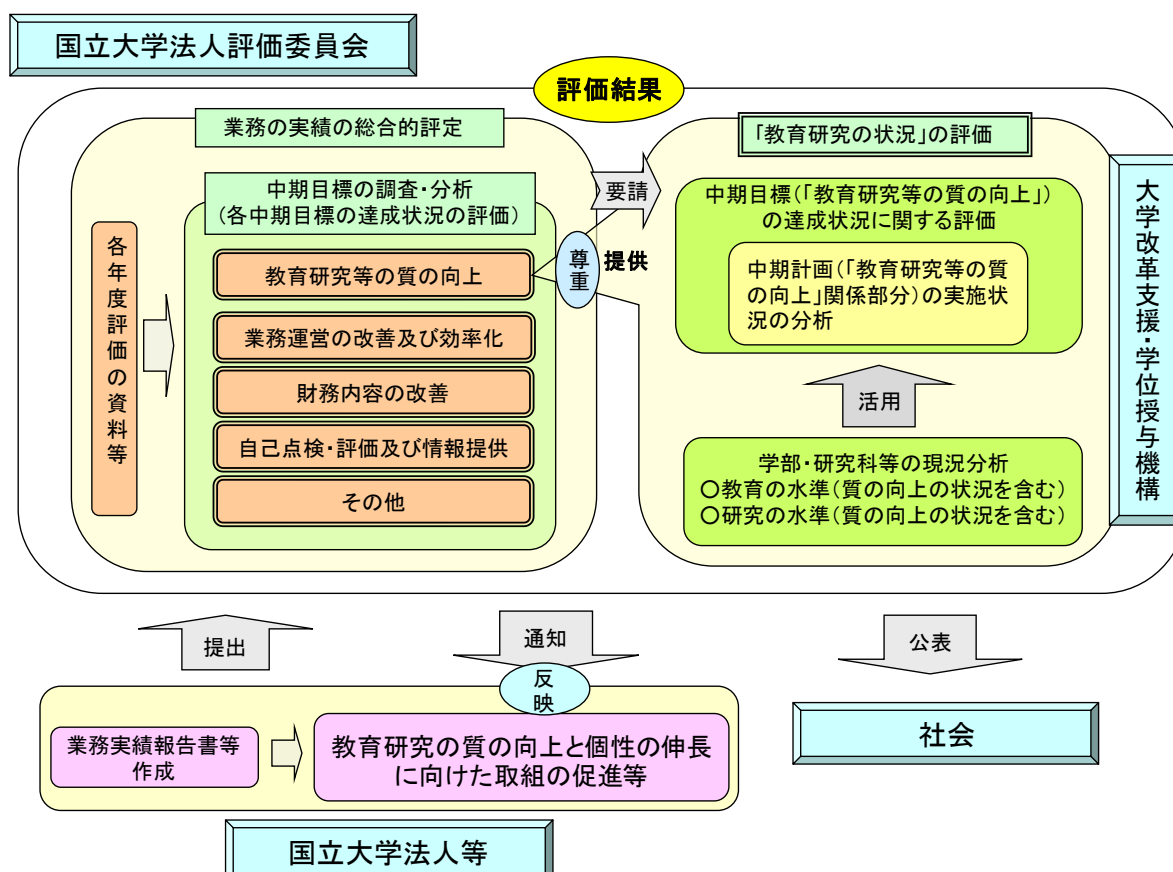 国立大学法人評価委員会
評価結果
業務の実績の総合的評定
中期目標の調査・分析
(各中期目標の達成状況の評価)
各年度評価の資料等
教育研究等の質の向上
業務運営の改善及び効率化
財務内容の改善
自己点検・評価及び情報提供
その他
要請
尊重
提供
「教育研究の状況」の評価
中期目標(「教育研究等の質の向上」)
の達成状況に関する評価
中期計画(「教育研究等の質
の向上」関係部分)の実施状
況の分析
活用
学部・研究科等の現況分析
○教育の水準(質の向上の状況を含む)
○研究の水準(質の向上の状況を含む)
大学改革支援・学位授与機構
提出
通知
公表
反映
業務実績報告書等
作成
教育研究の質の向上と個性の伸長
に向けた取組の促進等
社会
国立大学法人等